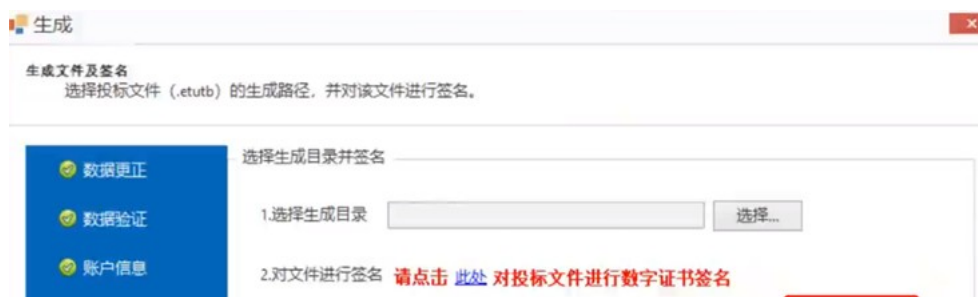 生成
生成文件及签名
选择投标文件（.etutb）的生成路径，并对该文件进行签名。
选择生成目录并签名
数据更正
1.选择生成目录 选择...
数据验证
账户信息
2.对文件进行签名 请点击 此处 对投标文件进行数字证书签名